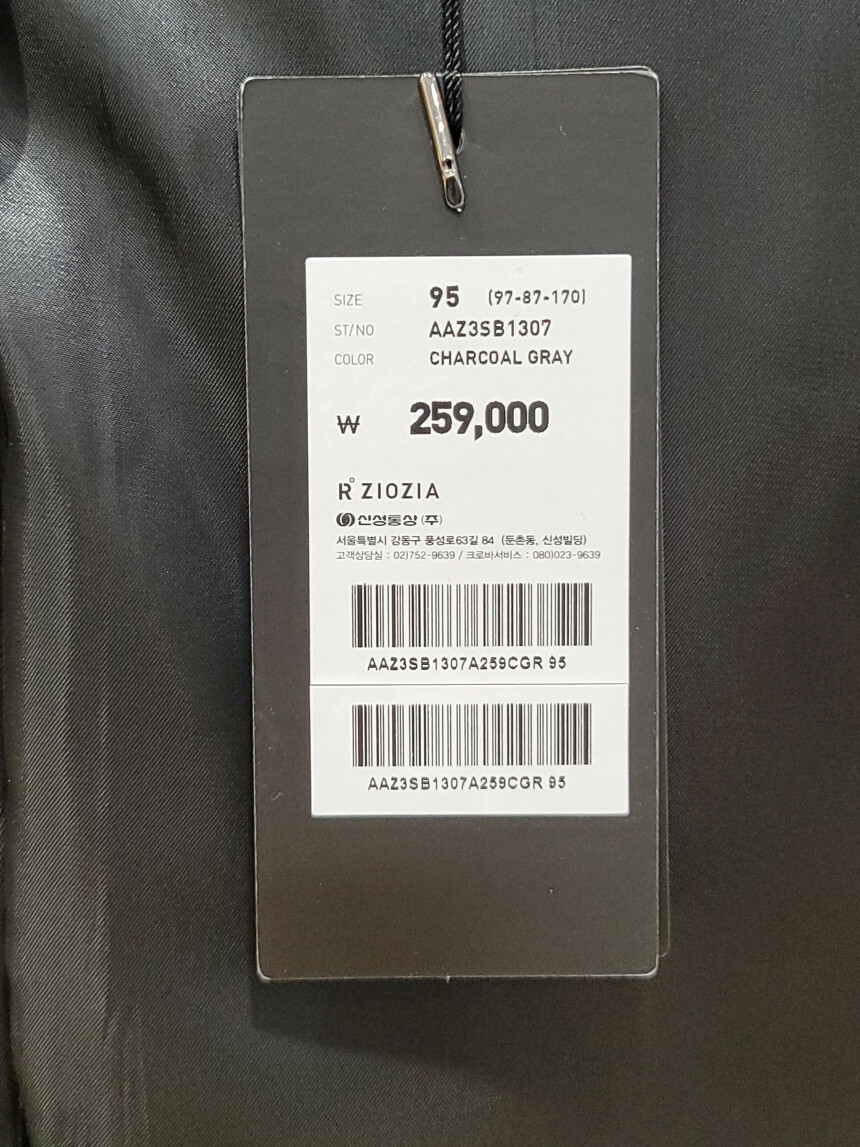 SIZE 95 (97-87-170)
ST/NO AAZ3SB1307
COLOR CHARCOAL GRAY
₩ 259,000
R° ZIOZIA
신성통상(주)
서울특별시 강동구 풍성로63길 84 (둔촌동, 신성빌딩)
고객상담실 : 02)752-9639 / 크로바서비스 : 080)023-9639
AAZ3SB1307A259CGR 95
AAZ3SB1307A259CGR 95